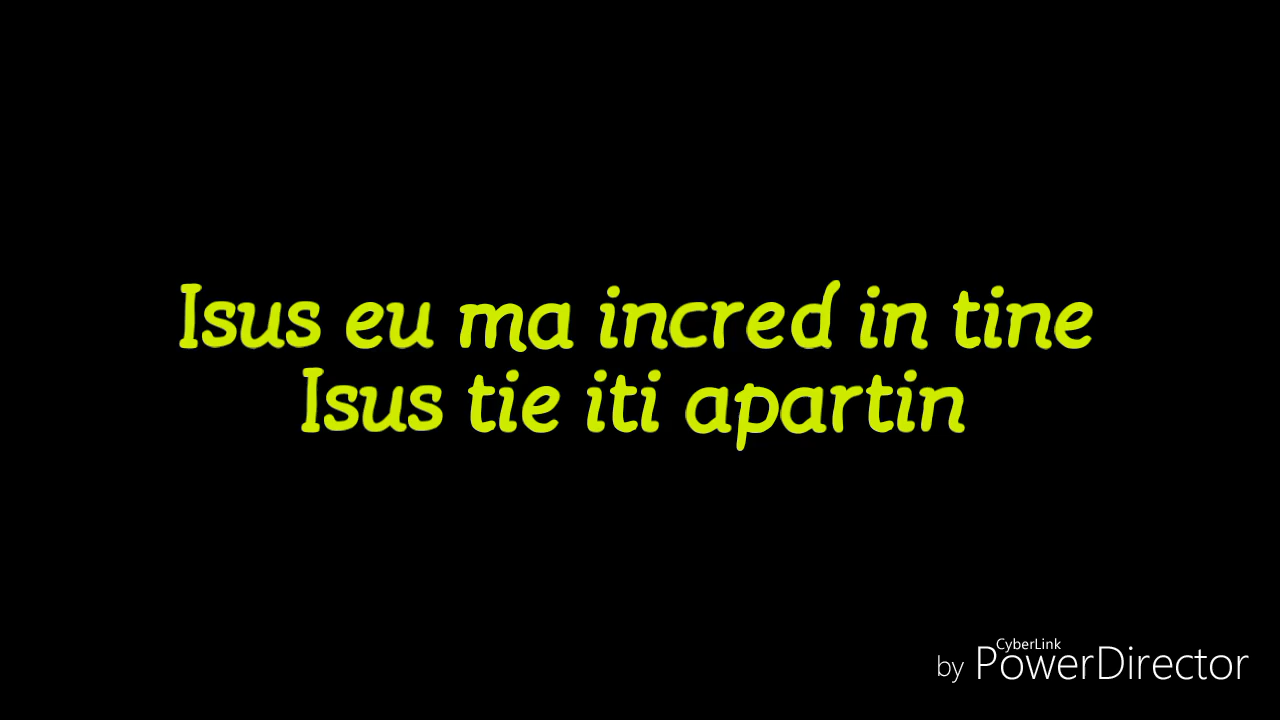 Isus eu ma incred in tine
Isus tie iti apartin
CyberLink
by PowerDirector